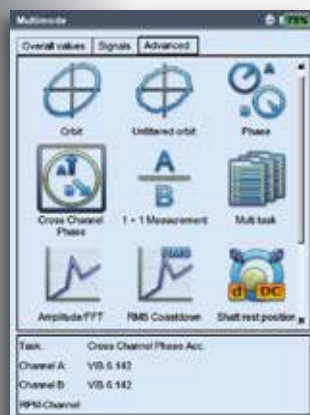 Multimode
75%
Overall values Signals Advanced
Orbit
Unfiltered orbit
Phase
A
B
Cross Channel
Phase
1 + 1 Measurement
Multi task
Amplitude/FFT
RMS Coastdown
Shaft rest position
d DC
Task: Cross Channel Phase Acc.
Channel A: VIB 6.142
Channel B: VIB 6.142
RPM-Channel